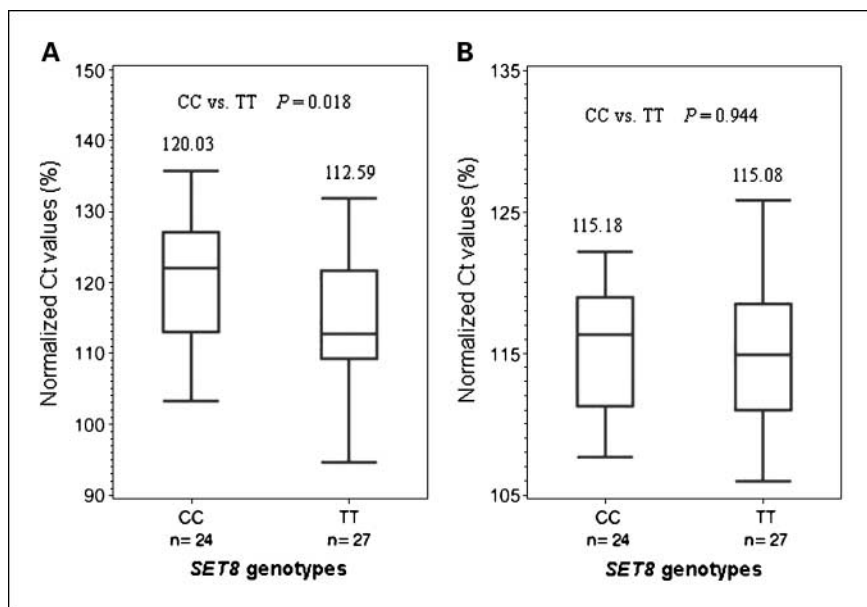 A
Normalized Ct values (%)
150
140
130
120
110
100
90
CC vs. TT P = 0.018
120.03
112.59
CC
n= 24
TT
n= 27
SET8 genotypes
B
Normalized Ct values (%)
135
125
115
105
CC vs. TT P = 0.944
115.18
115.08
CC
n= 24
TT
n= 27
SET8 genotypes